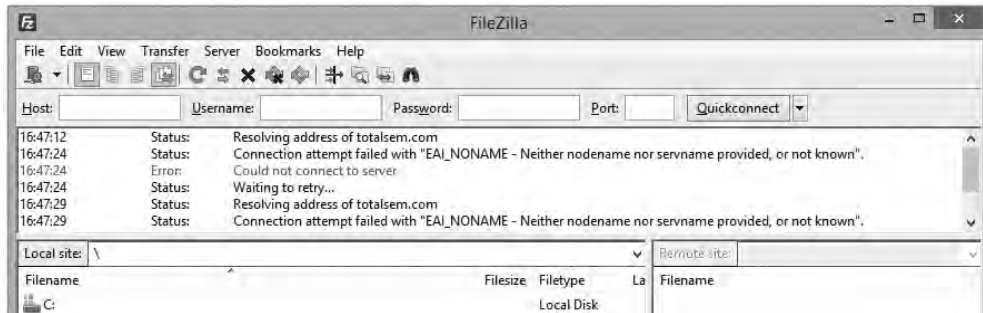 Fz FileZilla
File Edit View Transfer Server Bookmarks Help
Host: Username: Password: Port: Quickconnect
16:47:12 Status: Resolving address of totalsem.com
16:47:24 Status: Connection attempt failed with "EAI_NONAME - Neither nodename nor servname provided, or not known".
16:47:24 Error: Could not connect to server
16:47:24 Status: Waiting to retry...
16:47:29 Status: Resolving address of totalsem.com
16:47:29 Status: Connection attempt failed with "EAI_NONAME - Neither nodename nor servname provided, or not known".
Local site: \ Remote site:
Filename Filesize Filetype La Filename
C: Local Disk